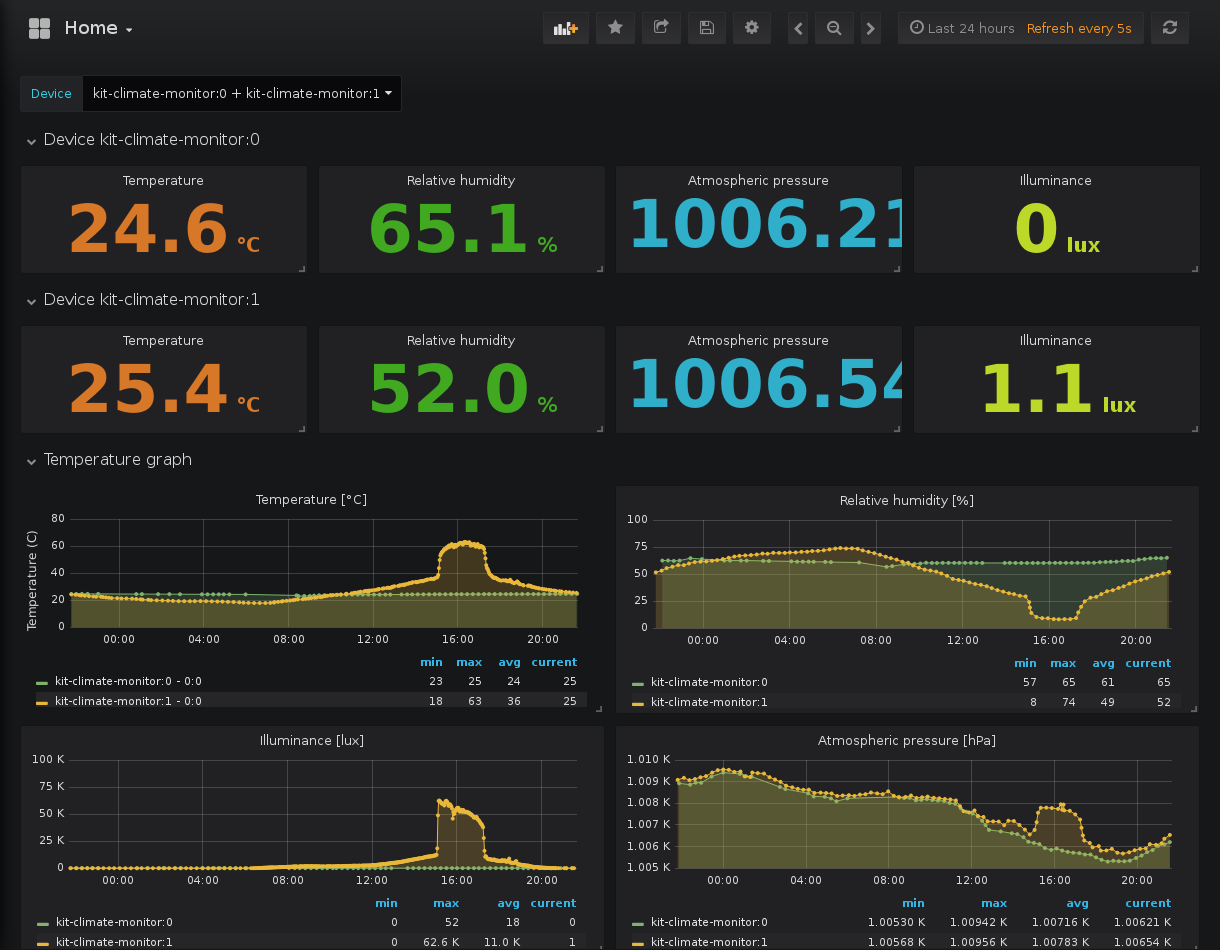 Home
Last 24 hours Refresh every 5s
Device kit-climate-monitor:0 + kit-climate-monitor:1
Device kit-climate-monitor:0
Temperature Relative humidity Atmospheric pressure Illuminance
24.6 °C 65.1 % 1006.21 0 lux
Device kit-climate-monitor:1
Temperature Relative humidity Atmospheric pressure Illuminance
25.4 °C 52.0 % 1006.54 1.1 lux
Temperature graph
Temperature [°C]
Temperature (C)
80
60
40
20
0
00:00 04:00 08:00 12:00 16:00 20:00
min max avg current
kit-climate-monitor:0 - 0:0 23 25 24 25
kit-climate-monitor:1 - 0:0 18 63 36 25
Relative humidity [%]
100
75
50
25
0
00:00 04:00 08:00 12:00 16:00 20:00
min max avg current
kit-climate-monitor:0 57 65 61 65
kit-climate-monitor:1 8 74 49 52
Illuminance [lux]
100 K
75 K
50 K
25 K
0
00:00 04:00 08:00 12:00 16:00 20:00
min max avg current
kit-climate-monitor:0 0 52 18 0
kit-climate-monitor:1 0 62.6 K 11.0 K 1
Atmospheric pressure [hPa]
1.010 K
1.009 K
1.008 K
1.007 K
1.006 K
1.005 K
00:00 04:00 08:00 12:00 16:00 20:00
min max avg current
kit-climate-monitor:0 1.00530 K 1.00942 K 1.00716 K 1.00621 K
kit-climate-monitor:1 1.00568 K 1.00956 K 1.00783 K 1.00654 K